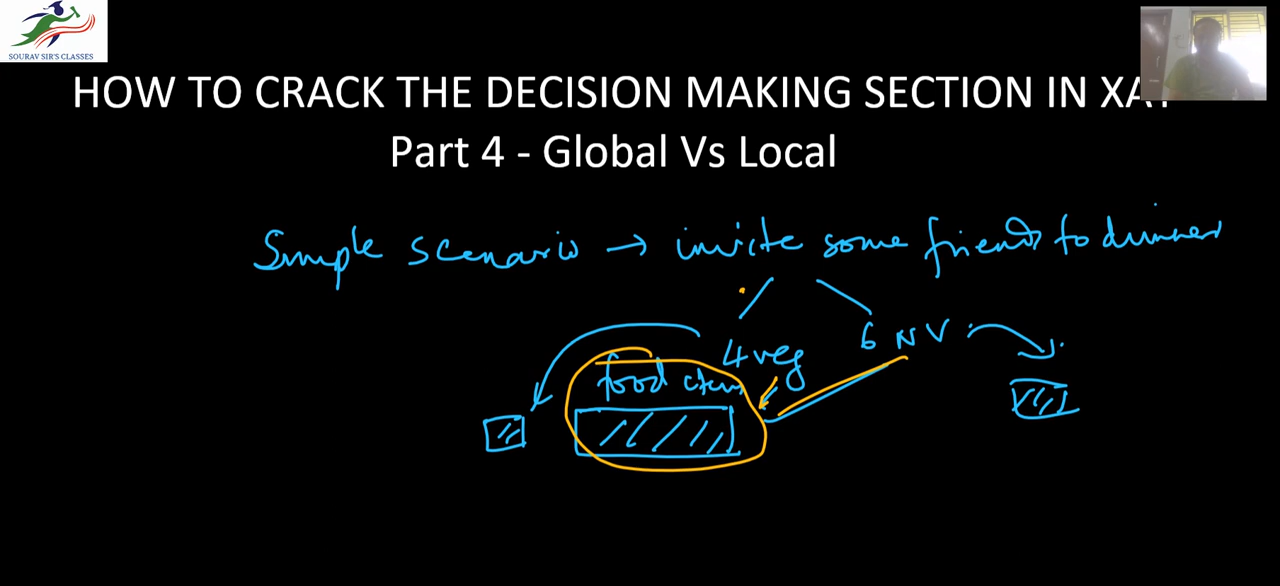 SOURAV SIR'S CLASSES
HOW TO CRACK THE DECISION MAKING SECTION IN XAT
Part 4 - Global Vs Local
Simple scenario → invite some friends to dinner
4 veg
6 NV
food item